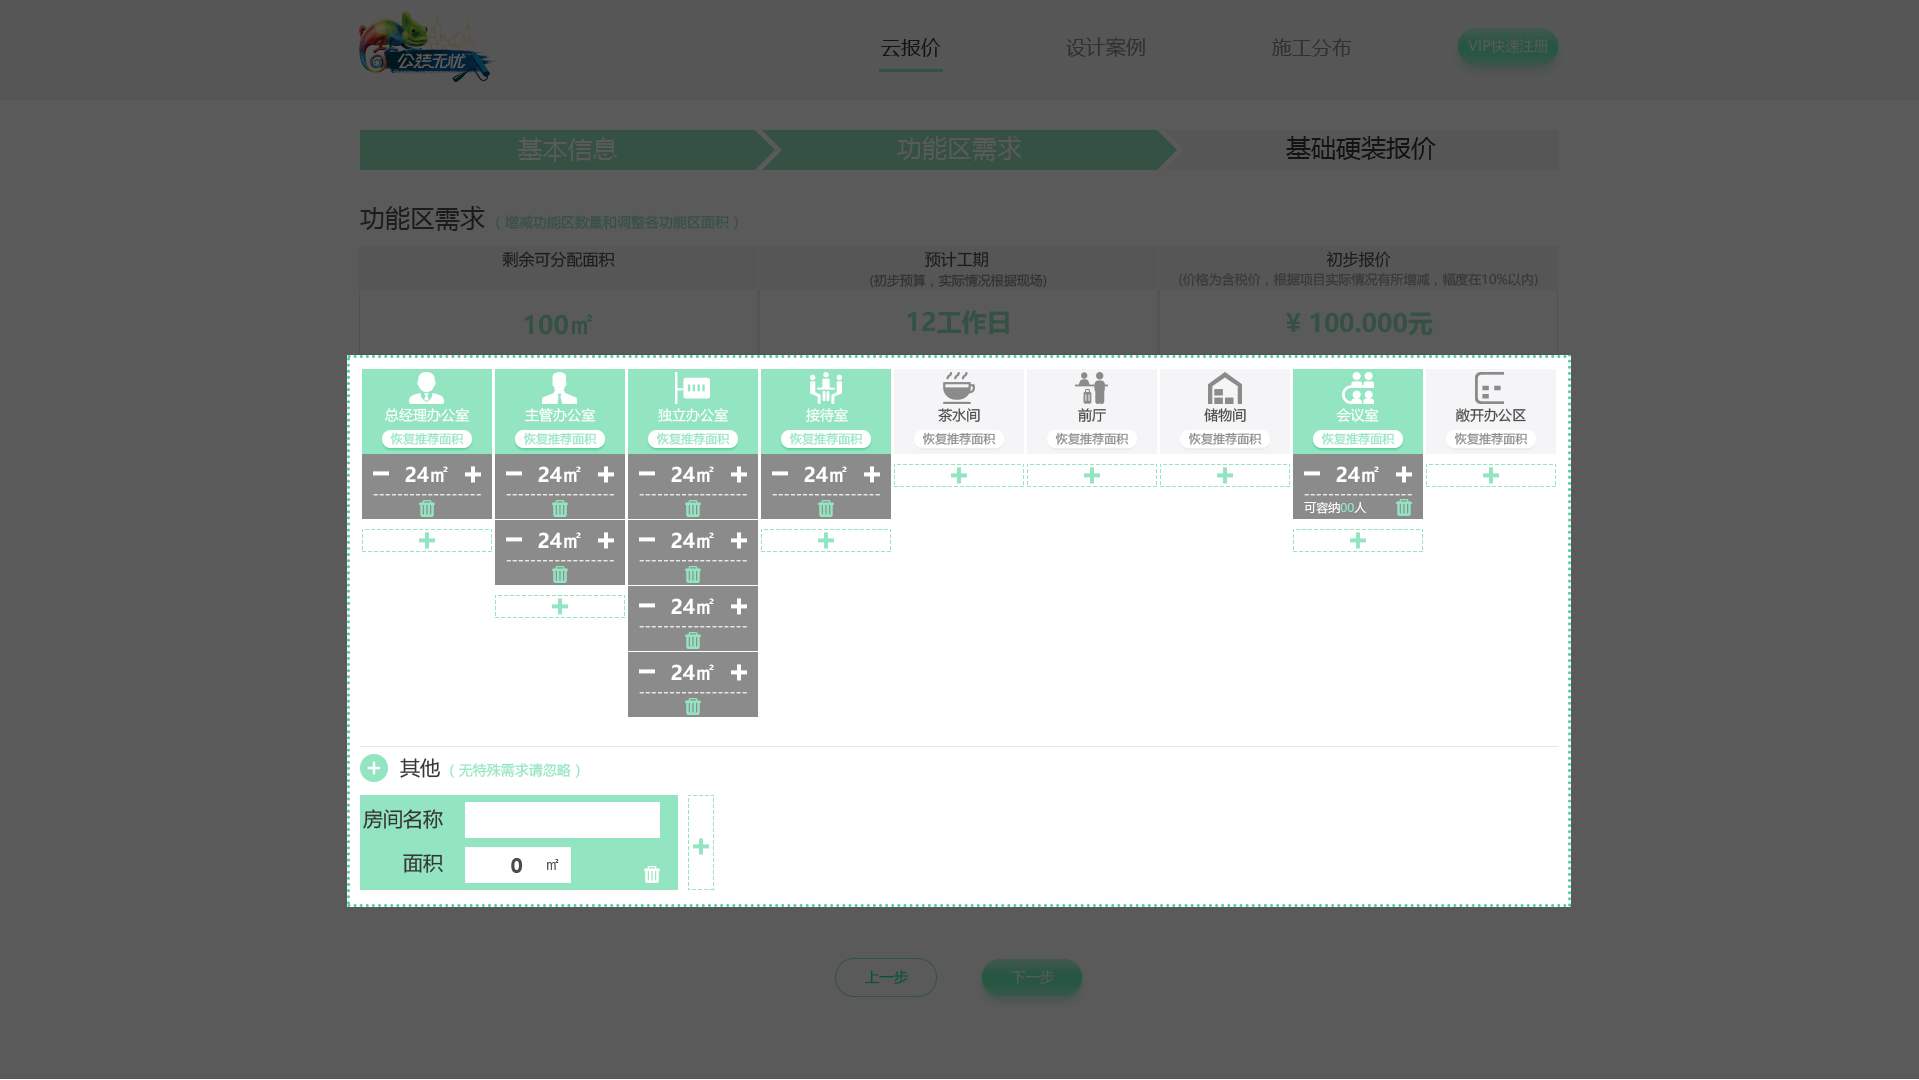 公装无忧
云报价
设计案例
施工分布
VIP快速注册
基本信息
功能区需求
基础硬装报价
功能区需求（增减功能区数量和调整各功能区面积）
剩余可分配面积
预计工期
(初步预算，实际情况根据现场)
初步报价
(价格为含税价，根据项目实际情况有所增减，幅度在10%以内)
100㎡
12工作日
¥ 100.000元
总经理办公室
主管办公室
独立办公室
接待室
茶水间
前厅
储物间
会议室
敞开办公区
恢复推荐面积
恢复推荐面积
恢复推荐面积
恢复推荐面积
恢复推荐面积
恢复推荐面积
恢复推荐面积
恢复推荐面积
恢复推荐面积
24㎡
24㎡
24㎡
24㎡
24㎡
可容纳00人
24㎡
24㎡
24㎡
24㎡
其他（无特殊需求请忽略）
房间名称
面积
0 ㎡
上一步
下一步